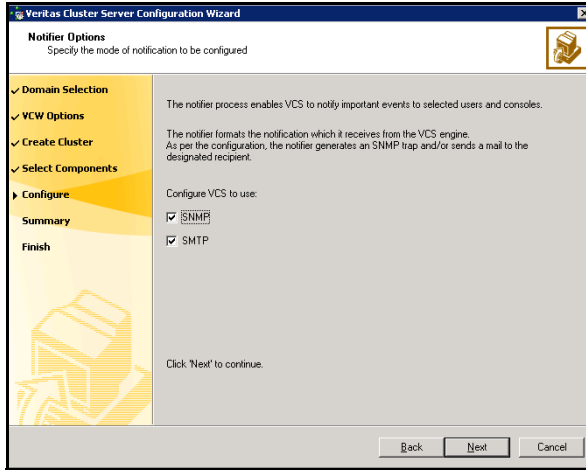 Veritas Cluster Server Configuration Wizard
Notifier Options
Specify the mode of notification to be configured
Domain Selection
VCW Options
Create Cluster
Select Components
Configure
Summary
Finish
The notifier process enables VCS to notify important events to selected users and consoles.
The notifier formats the notification which it receives from the VCS engine.
As per the configuration, the notifier generates an SNMP trap and/or sends a mail to the
designated recipient.
Configure VCS to use:
SNMP
SMTP
Click 'Next' to continue.
Back Next Cancel